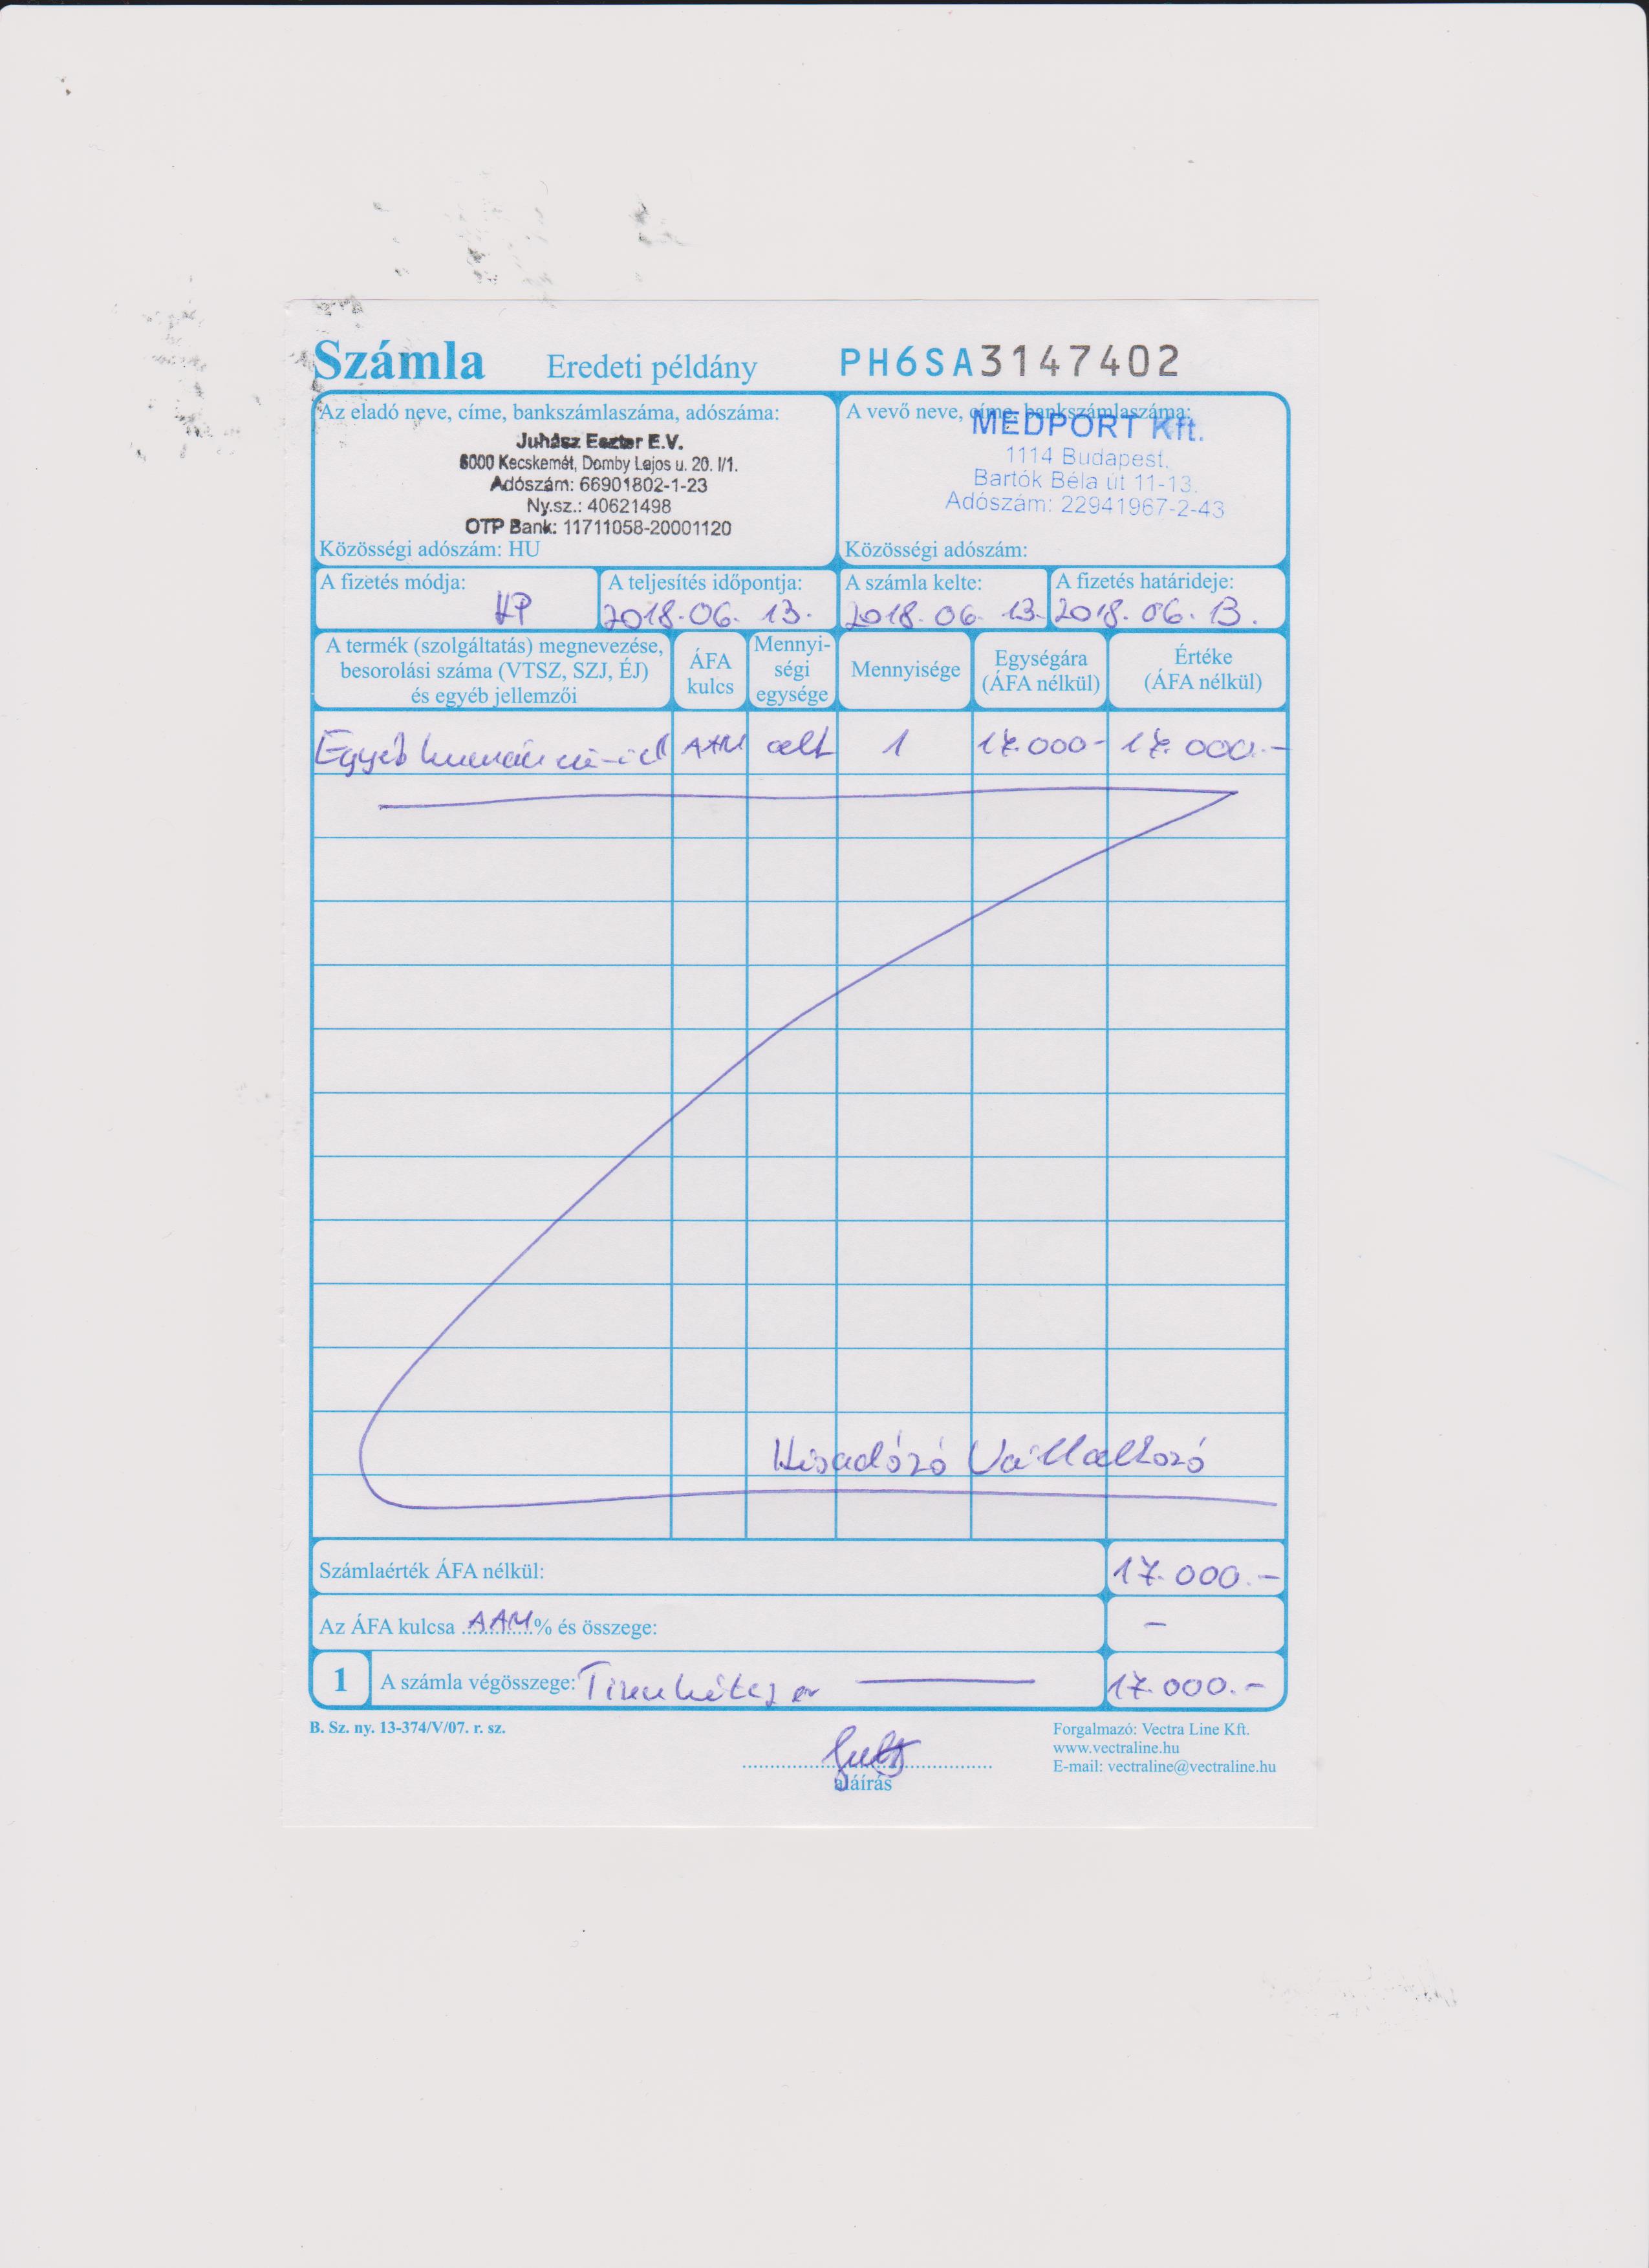 Számla Eredeti példány PH6SA3147402
Az eladó neve, címe, bankszámlaszáma, adószáma:
Juhász Eszter E.V.
6000 Kecskemét, Domby Lajos u. 20. I/1.
Adószám: 66901802-1-23
Ny.sz.: 40621498
OTP Bank: 11711058-20001120
Közösségi adószám: HU
A vevő neve, címe, bankszámlaszáma:
MEDPORT Kft.
1114 Budapest.
Bartók Béla út 11-13.
Adószám: 22941967-2-43
Közösségi adószám:
A fizetés módja:
KP
A teljesítés időpontja:
2018.06. 13.
A számla kelte:
2018.06. 13.
A fizetés határideje:
2018.06.13.
A termék (szolgáltatás) megnevezése,
besorolási száma (VTSZ, SZJ, ÉJ)
és egyéb jellemzői
ÁFA
kulcs
Mennyi-
ségi
egysége
Mennyisége
Egységára
(ÁFA nélkül)
Értéke
(ÁFA nélkül)
Egyéb humán AAM alk 1 17.000- 17.000.-
Kisadózó Vállalkozó
Számlaérték ÁFA nélkül: 17.000.-
Az ÁFA kulcsa AAM % és összege: -
1 A számla végösszege: Tizenhétezer 17.000.-
B. Sz. ny. 13-374/V/07. r. sz.
aláírás
Forgalmazó: Vectra Line Kft.
www.vectraline.hu
E-mail: vectraline@vectraline.hu